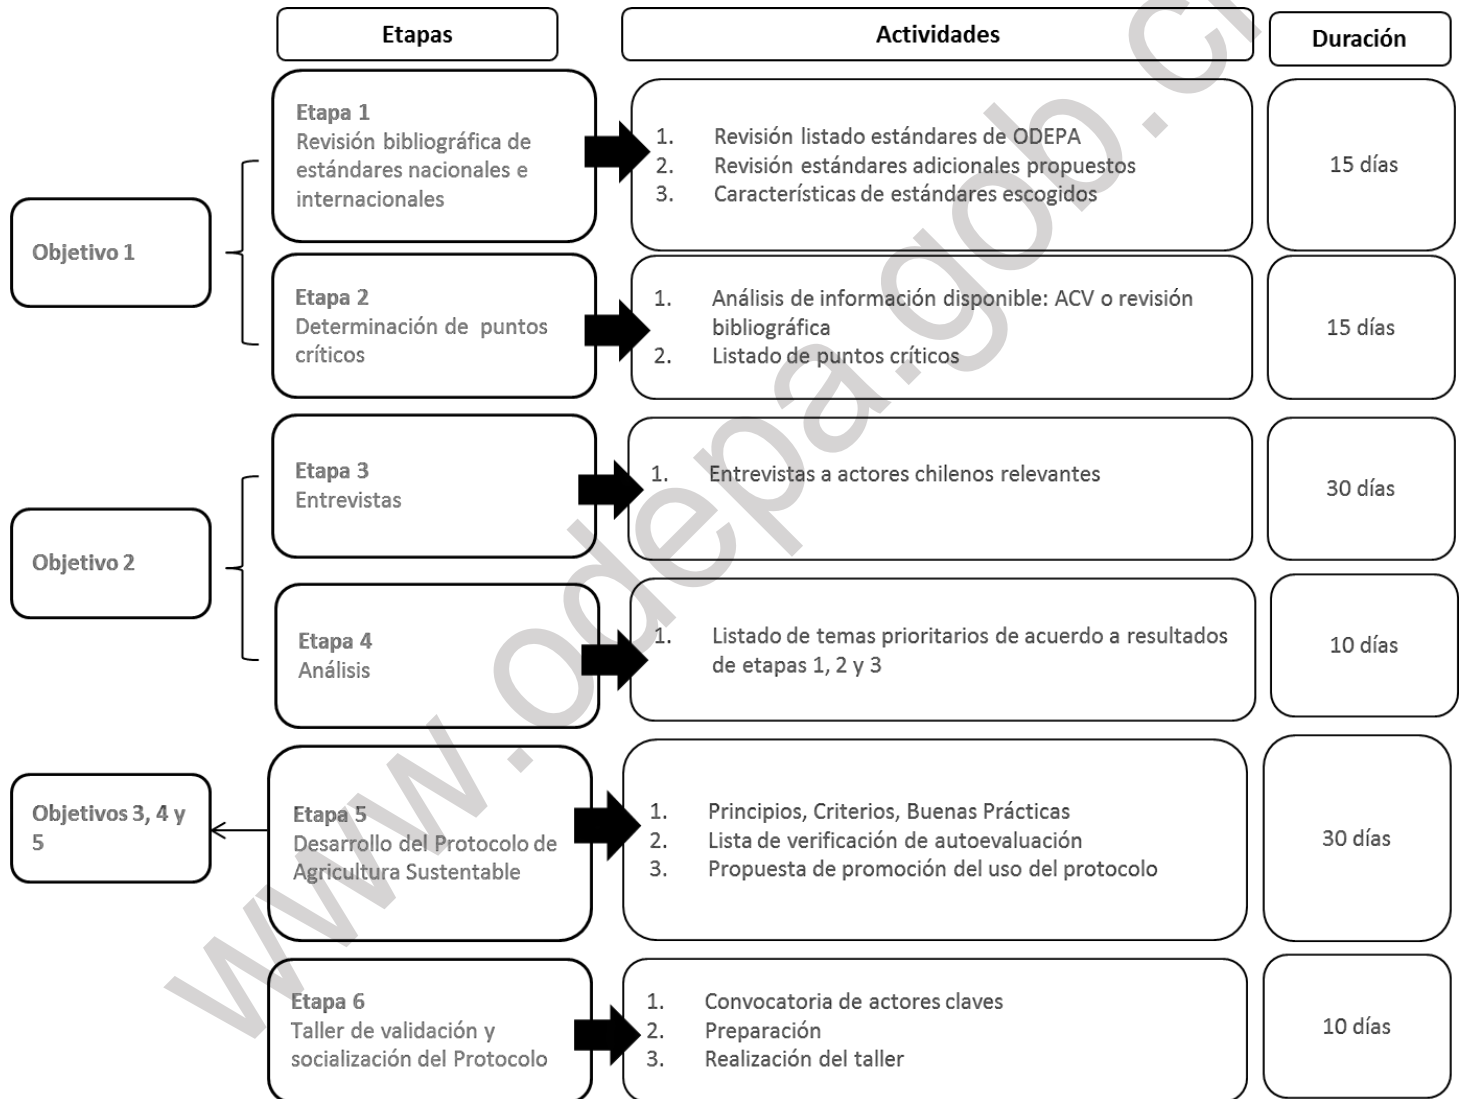 Etapas
Actividades
Duración
Objetivo 1
Etapa 1
Revisión bibliográfica de
estándares nacionales e
internacionales
1. Revisión listado estándares de ODEPA
2. Revisión estándares adicionales propuestos
3. Características de estándares escogidos
15 días
Etapa 2
Determinación de puntos
críticos
1. Análisis de información disponible: ACV o revisión
bibliográfica
2. Listado de puntos críticos
15 días
Objetivo 2
Etapa 3
Entrevistas
1. Entrevistas a actores chilenos relevantes
30 días
Etapa 4
Análisis
1. Listado de temas prioritarios de acuerdo a resultados
de etapas 1, 2 y 3
10 días
Objetivos 3, 4 y
5
Etapa 5
Desarrollo del Protocolo de
Agricultura Sustentable
1. Principios, Criterios, Buenas Prácticas
2. Lista de verificación de autoevaluación
3. Propuesta de promoción del uso del protocolo
30 días
Etapa 6
Taller de validación y
socialización del Protocolo
1. Convocatoria de actores claves
2. Preparación
3. Realización del taller
10 días
www.odepa.gob.cl